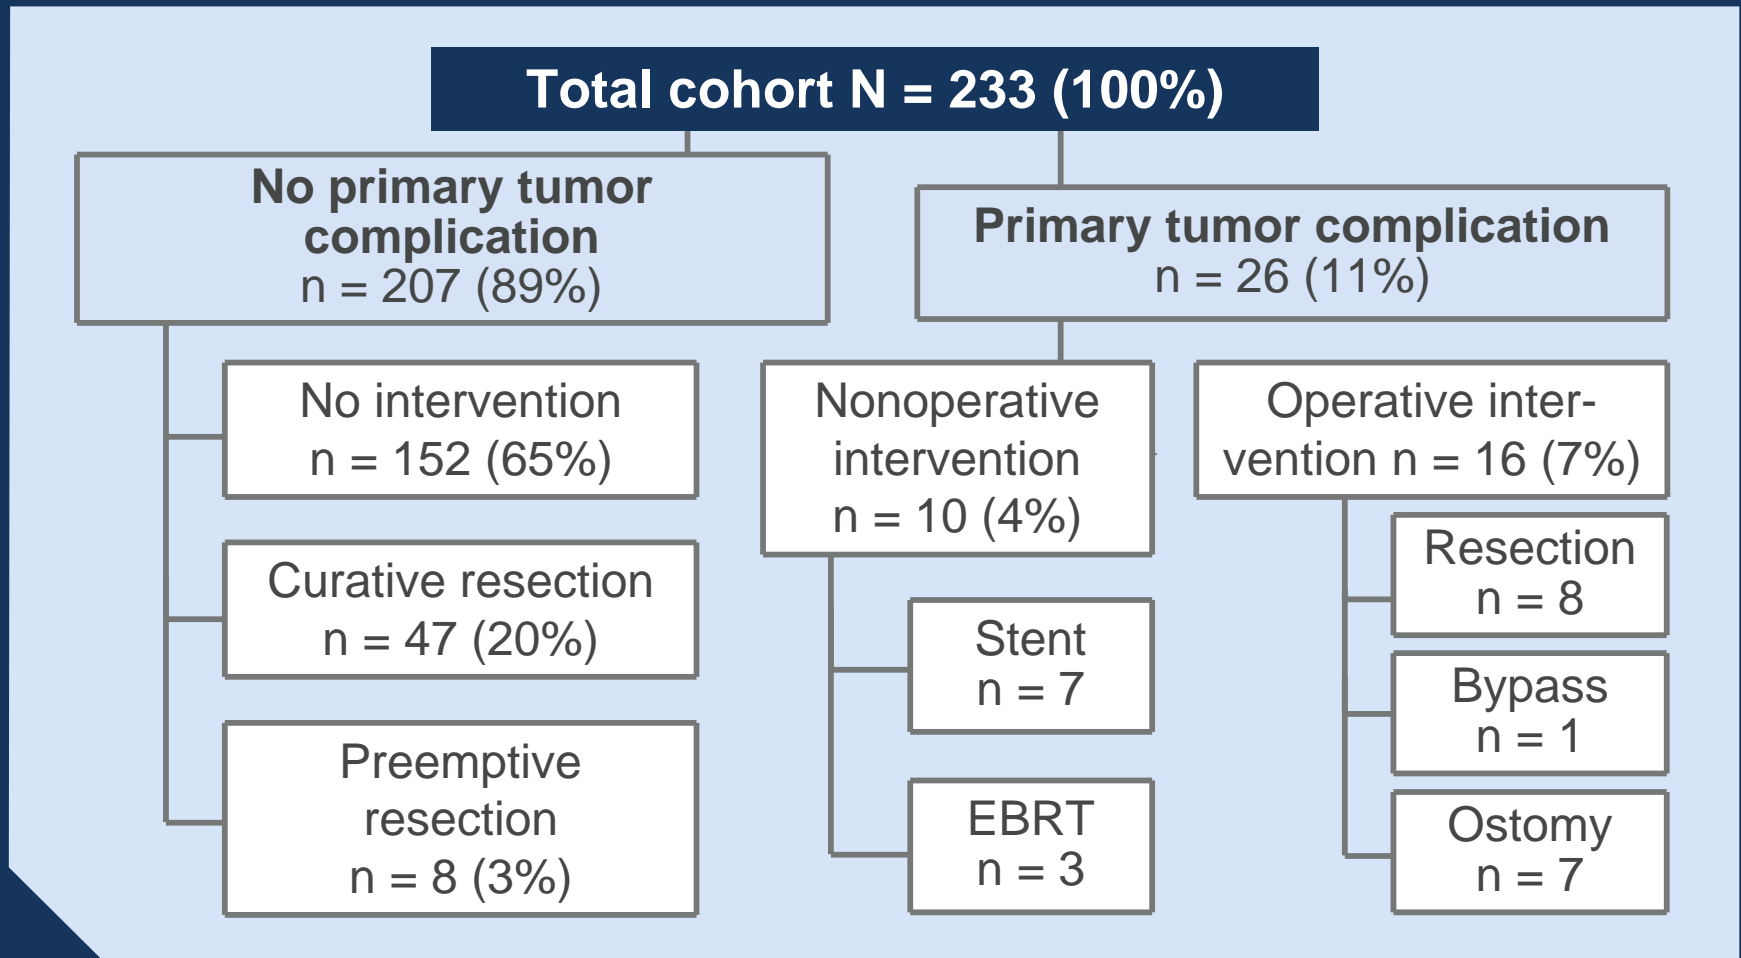 Total cohort N = 233 (100%)
No primary tumor
complication
n = 207 (89%)
Primary tumor complication
n = 26 (11%)
No intervention
n = 152 (65%)
Curative resection
n = 47 (20%)
Preemptive
resection
n = 8 (3%)
Nonoperative
intervention
n = 10 (4%)
Stent
n = 7
EBRT
n = 3
Operative inter-
vention n = 16 (7%)
Resection
n = 8
Bypass
n = 1
Ostomy
n = 7